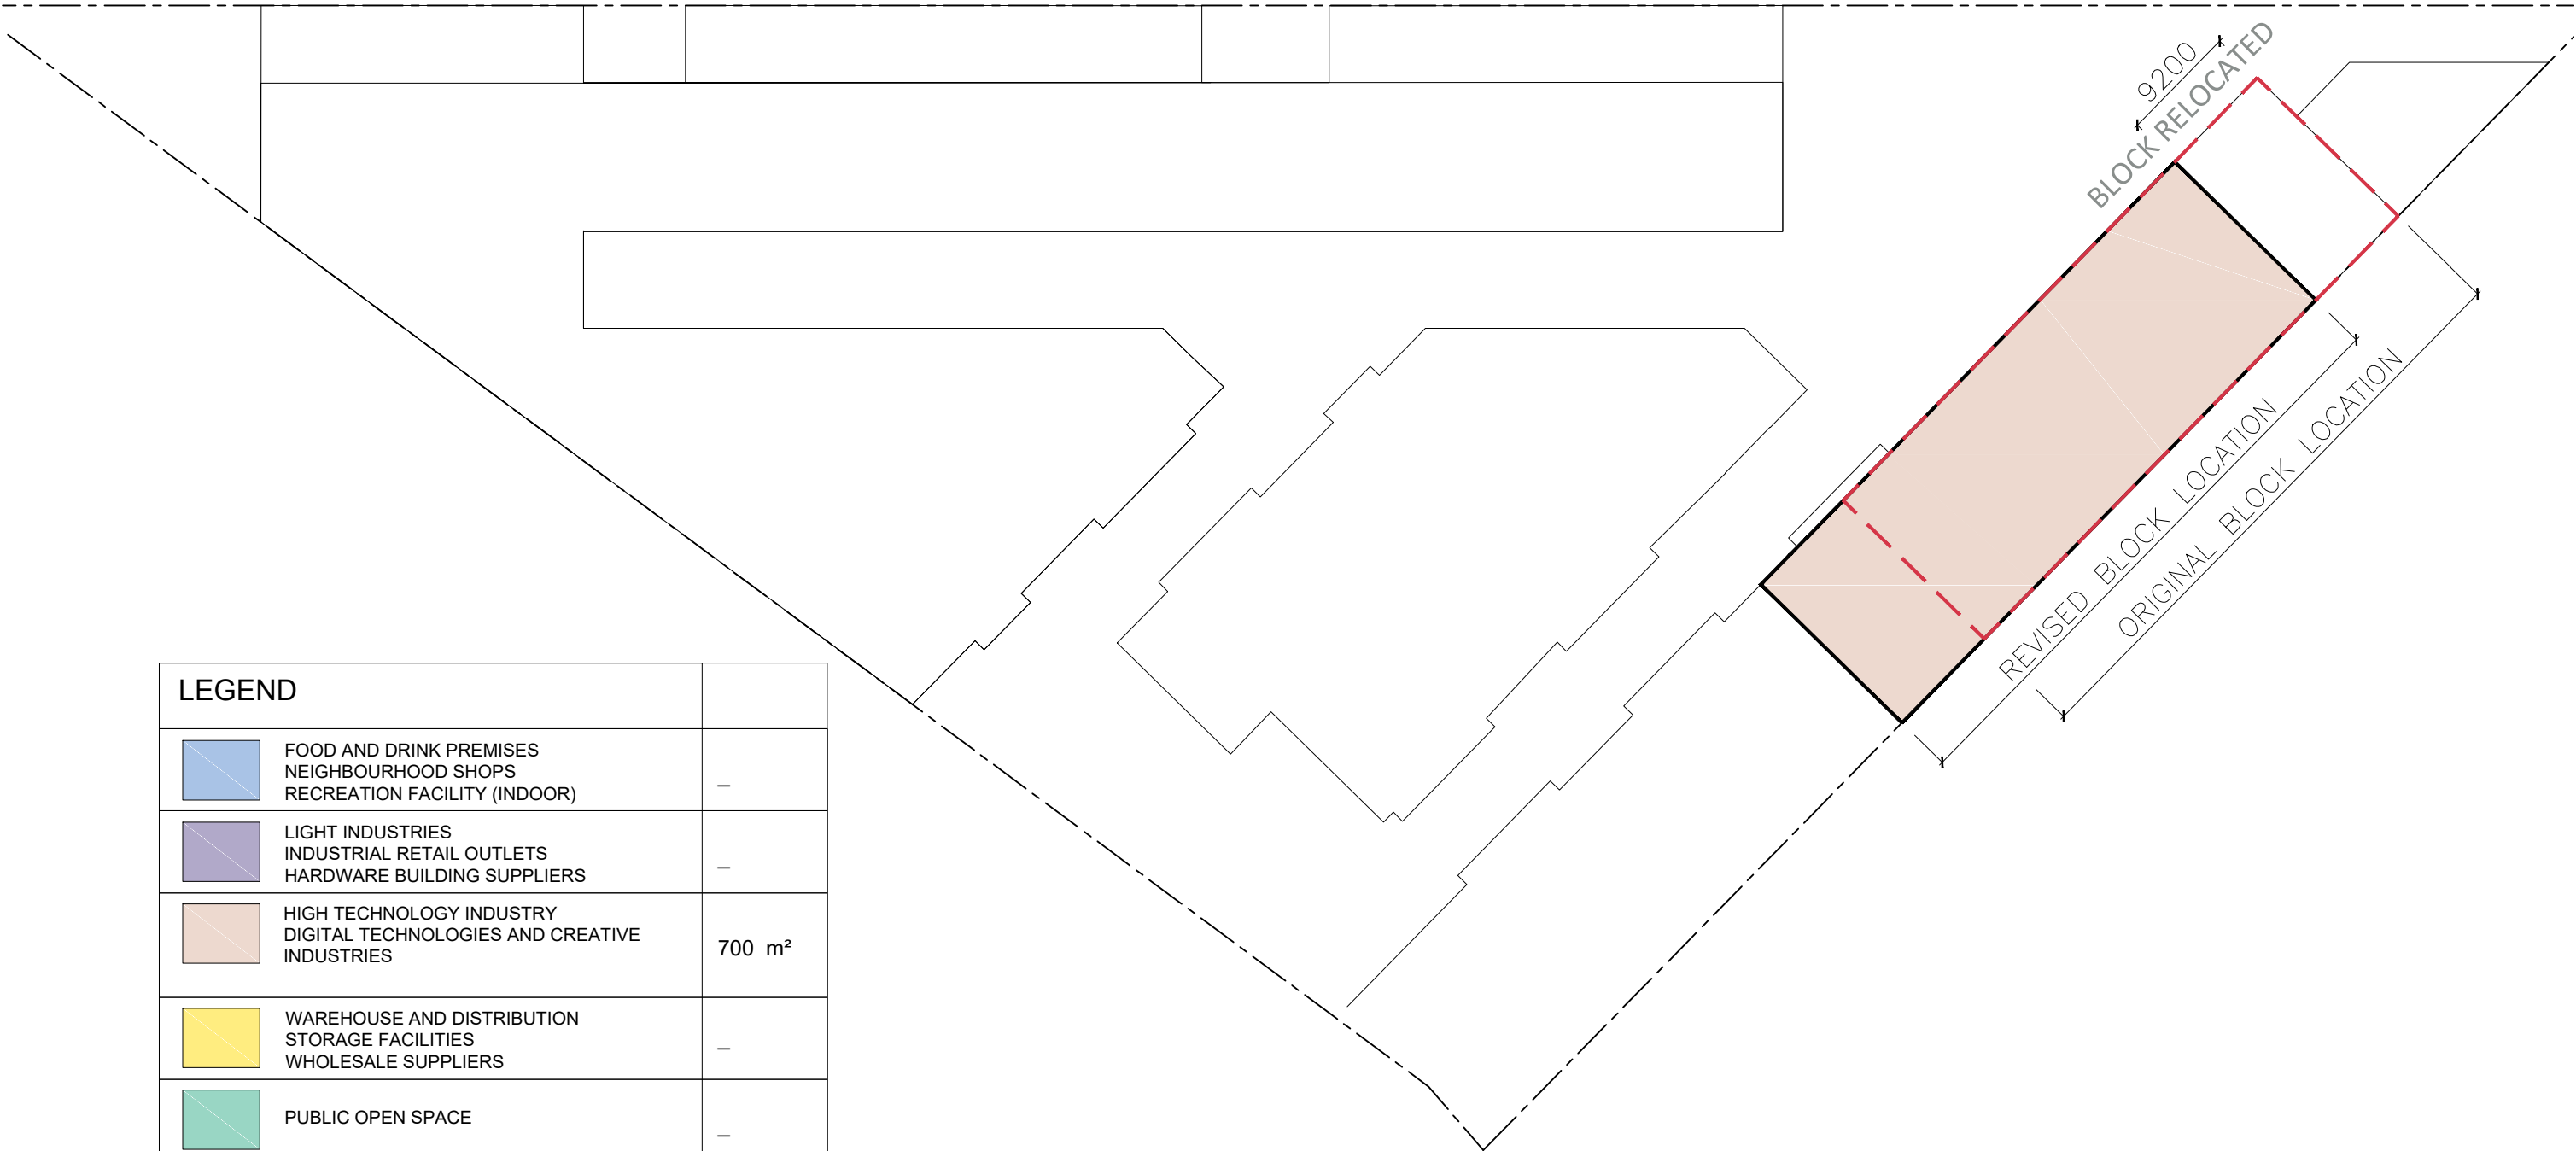 9200
BLOCK RELOCATED
REVISED BLOCK LOCATION
ORIGINAL BLOCK LOCATION
LEGEND
FOOD AND DRINK PREMISES
NEIGHBOURHOOD SHOPS
RECREATION FACILITY (INDOOR)
–
LIGHT INDUSTRIES
INDUSTRIAL RETAIL OUTLETS
HARDWARE BUILDING SUPPLIERS
–
HIGH TECHNOLOGY INDUSTRY
DIGITAL TECHNOLOGIES AND CREATIVE
INDUSTRIES
700 m²
WAREHOUSE AND DISTRIBUTION
STORAGE FACILITIES
WHOLESALE SUPPLIERS
–
PUBLIC OPEN SPACE
–